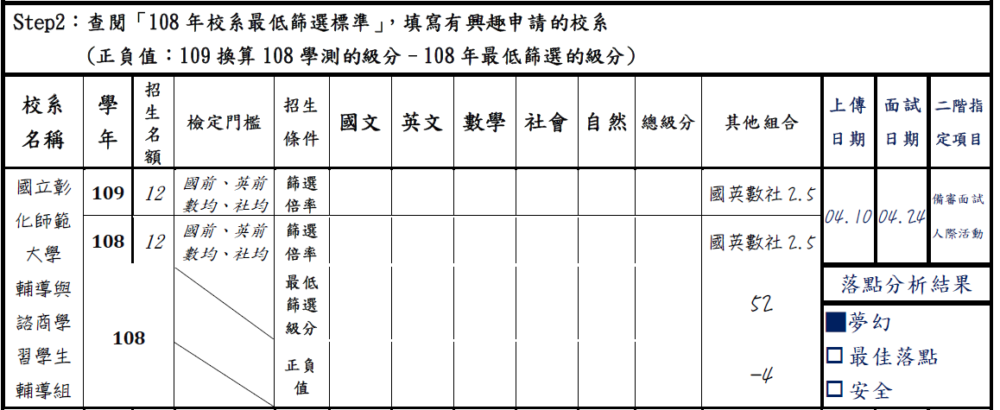 Step2：查閱「108 年校系最低篩選標準」，填寫有興趣申請的校系
(正負值：109 換算 108 學測的級分－108 年最低篩選的級分)
校系名稱 學年 招生名額 檢定門檻 招生條件 國文 英文 數學 社會 自然 總級分 其他組合 上傳日期 面試日期 二階指定項目
國立彰化師範大學輔導與諮商學習學生輔導組
109 12 國前、英前 數均、社均 篩選倍率 國英數社 2.5 04.10 04.24 備審面試 人際活動
108 12 國前、英前 數均、社均 篩選倍率 國英數社 2.5
108 最低篩選級分 52
正負值 -4
落點分析結果
■夢幻
□最佳落點
□安全